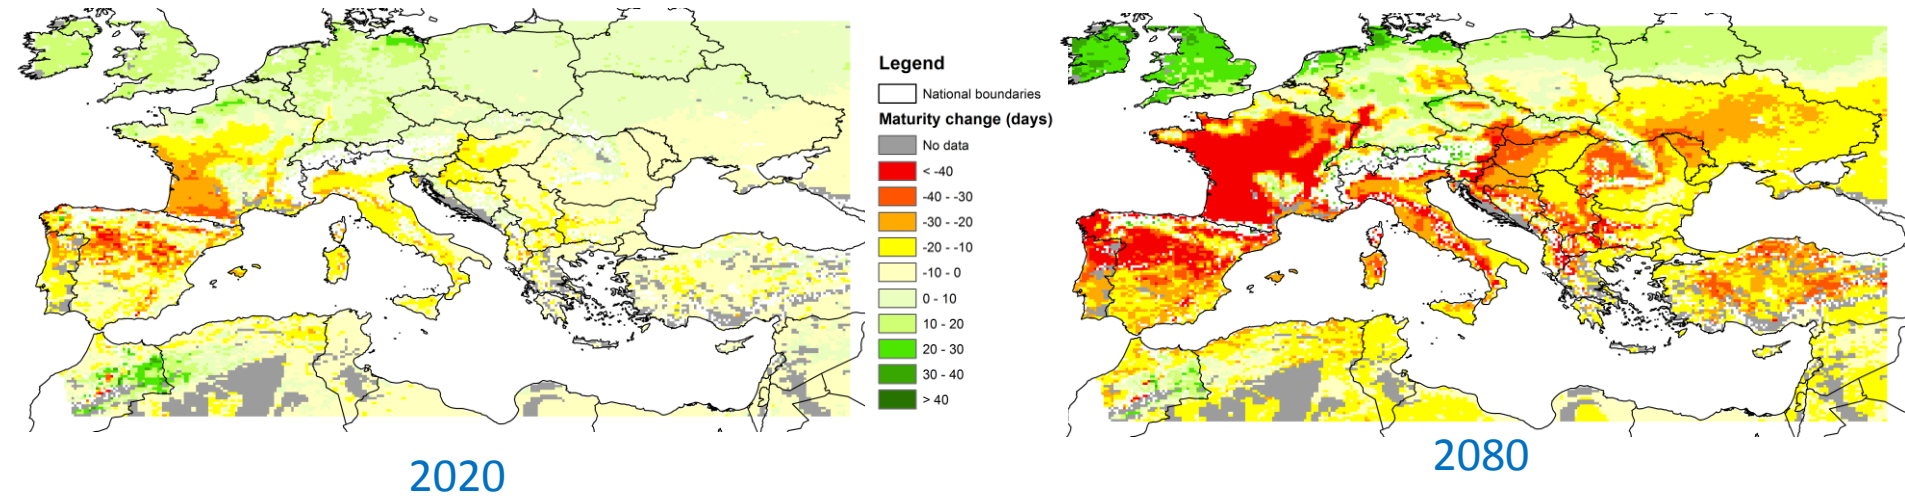 Legend
National boundaries
Maturity change (days)
No data
< -40
-40 - -30
-30 - -20
-20 - -10
-10 - 0
0 - 10
10 - 20
20 - 30
30 - 40
> 40
2020
2080